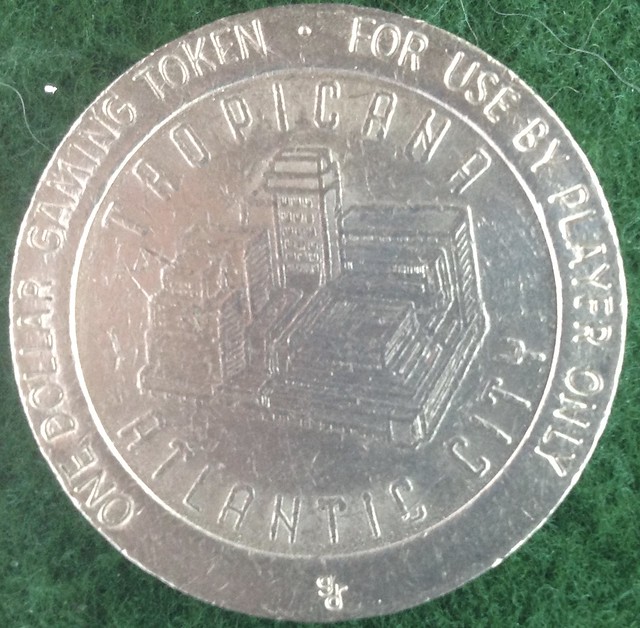 ONE DOLLAR GAMING TOKEN • FOR USE BY PLAYER ONLY
TROPICANA
ATLANTIC CITY